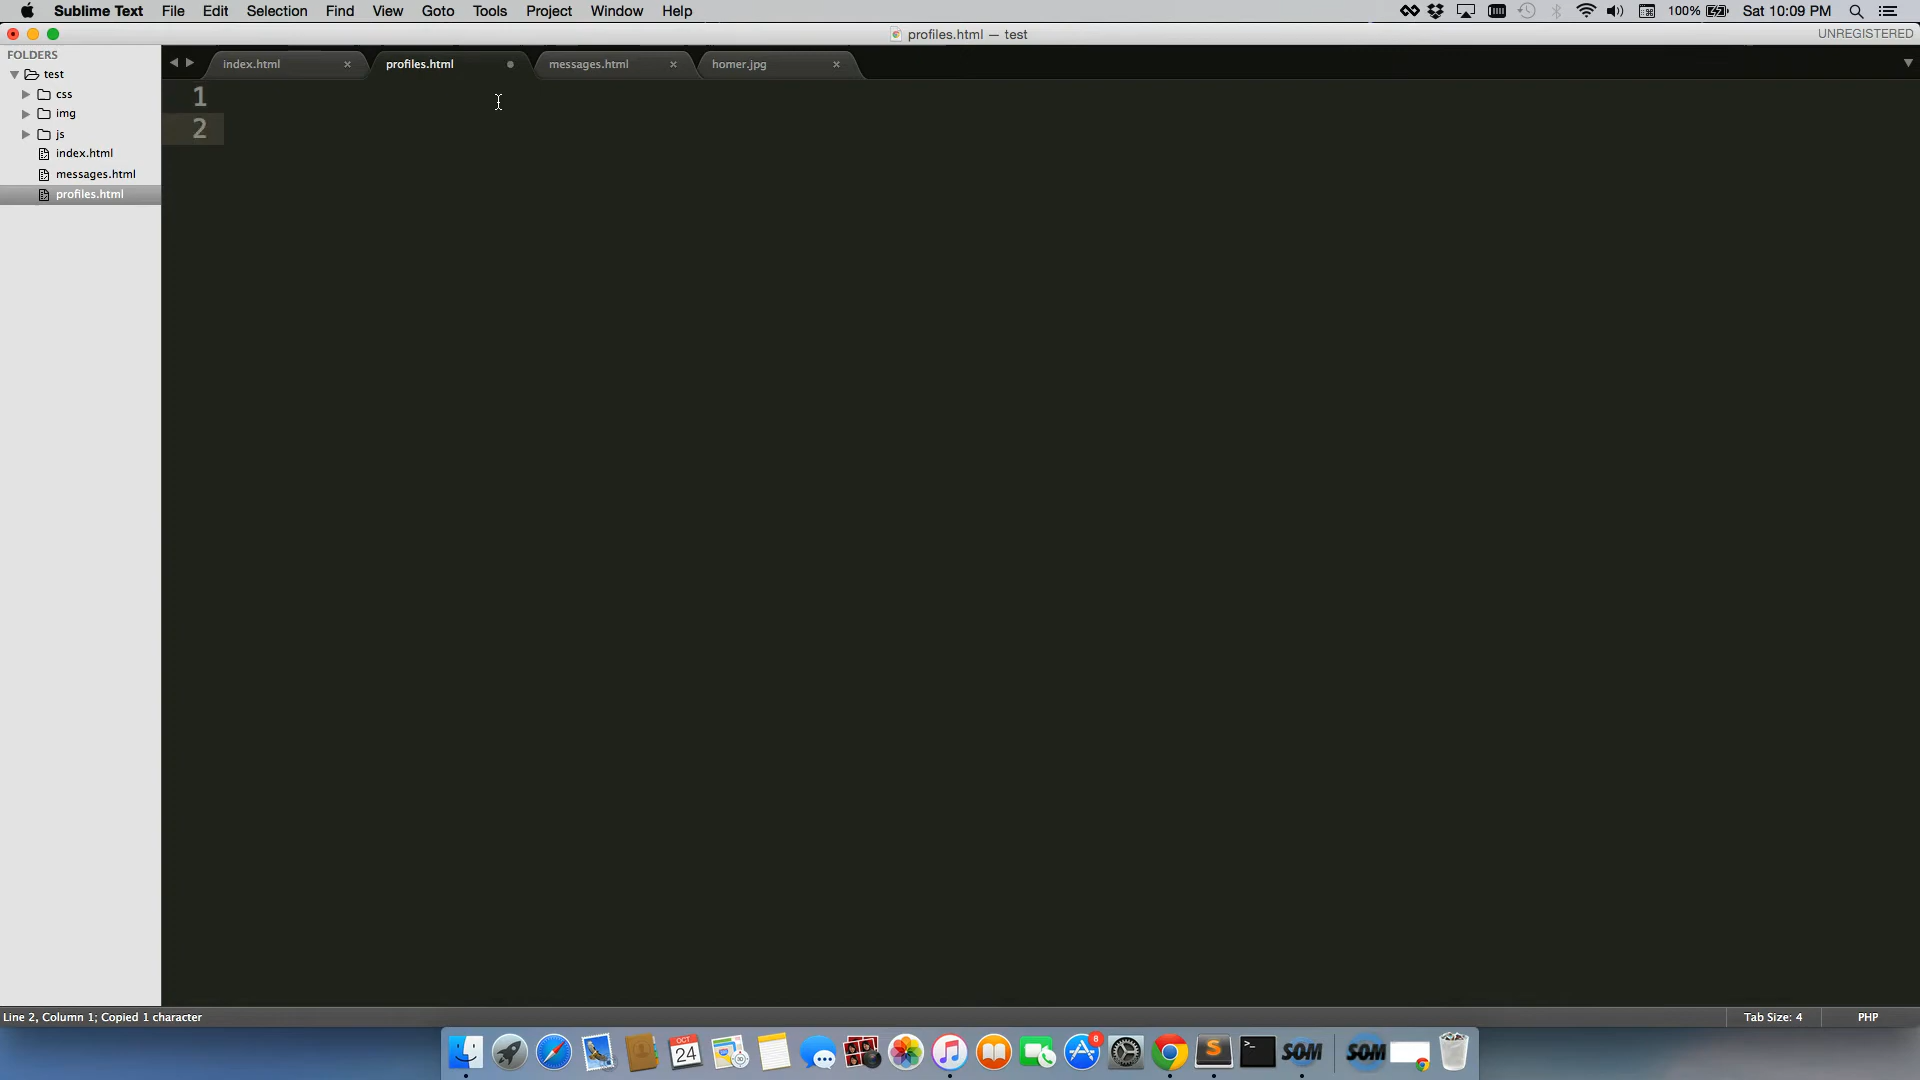 Sublime Text File Edit Selection Find View Goto Tools Project Window Help 100% Sat 10:09 PM
profiles.html — test UNREGISTERED
FOLDERS
test
css
img
js
index.html
messages.html
profiles.html
index.html × profiles.html messages.html × homer.jpg ×
1
2
Line 2, Column 1; Copied 1 character Tab Size: 4 PHP
OCT
24
8
S
>_
SOM
SOM